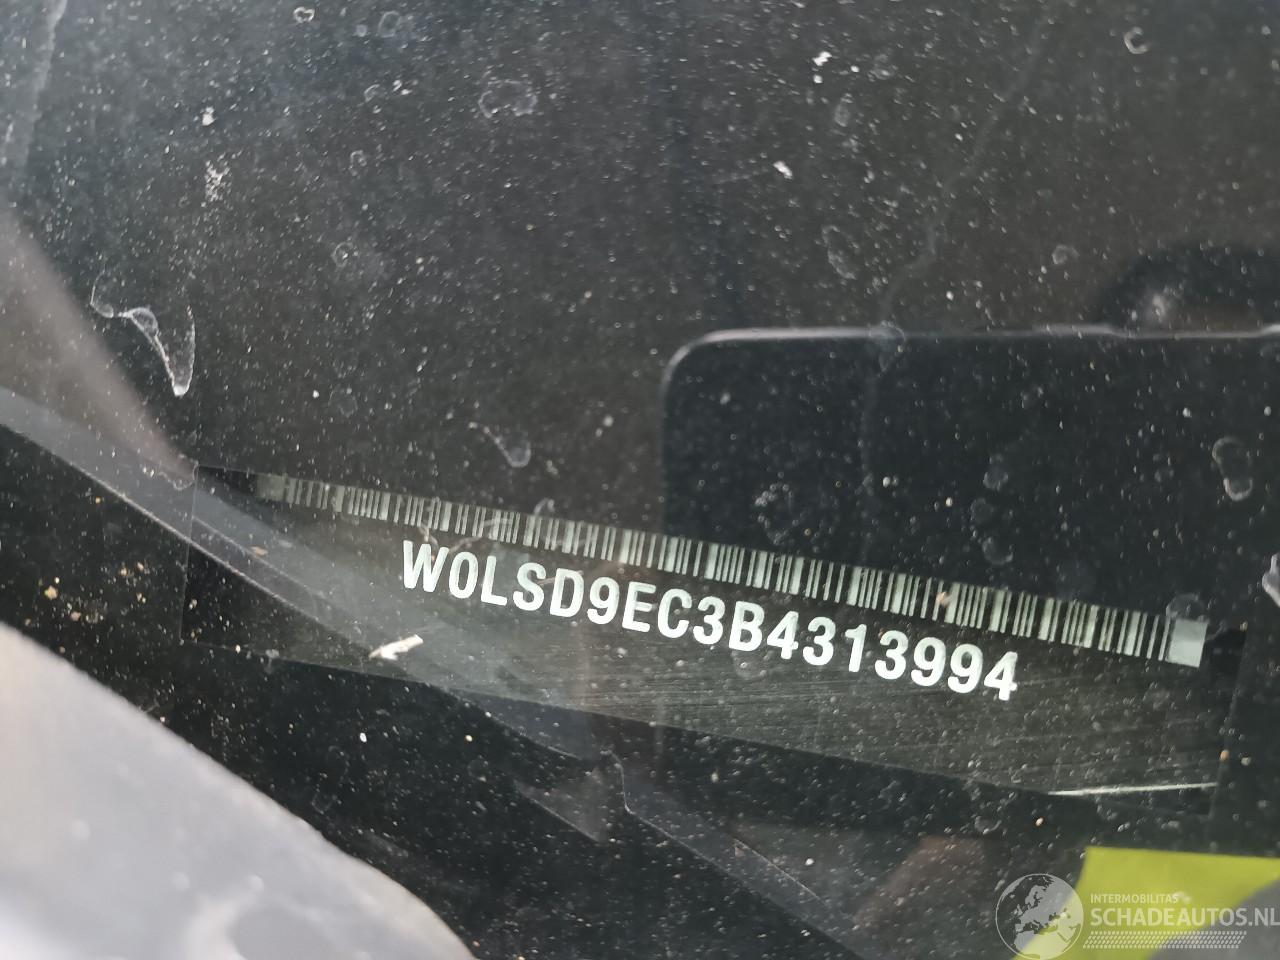 W0LSD9EC3B4313994
INTERMOBILITAS
SCHADEAUTOS.NL